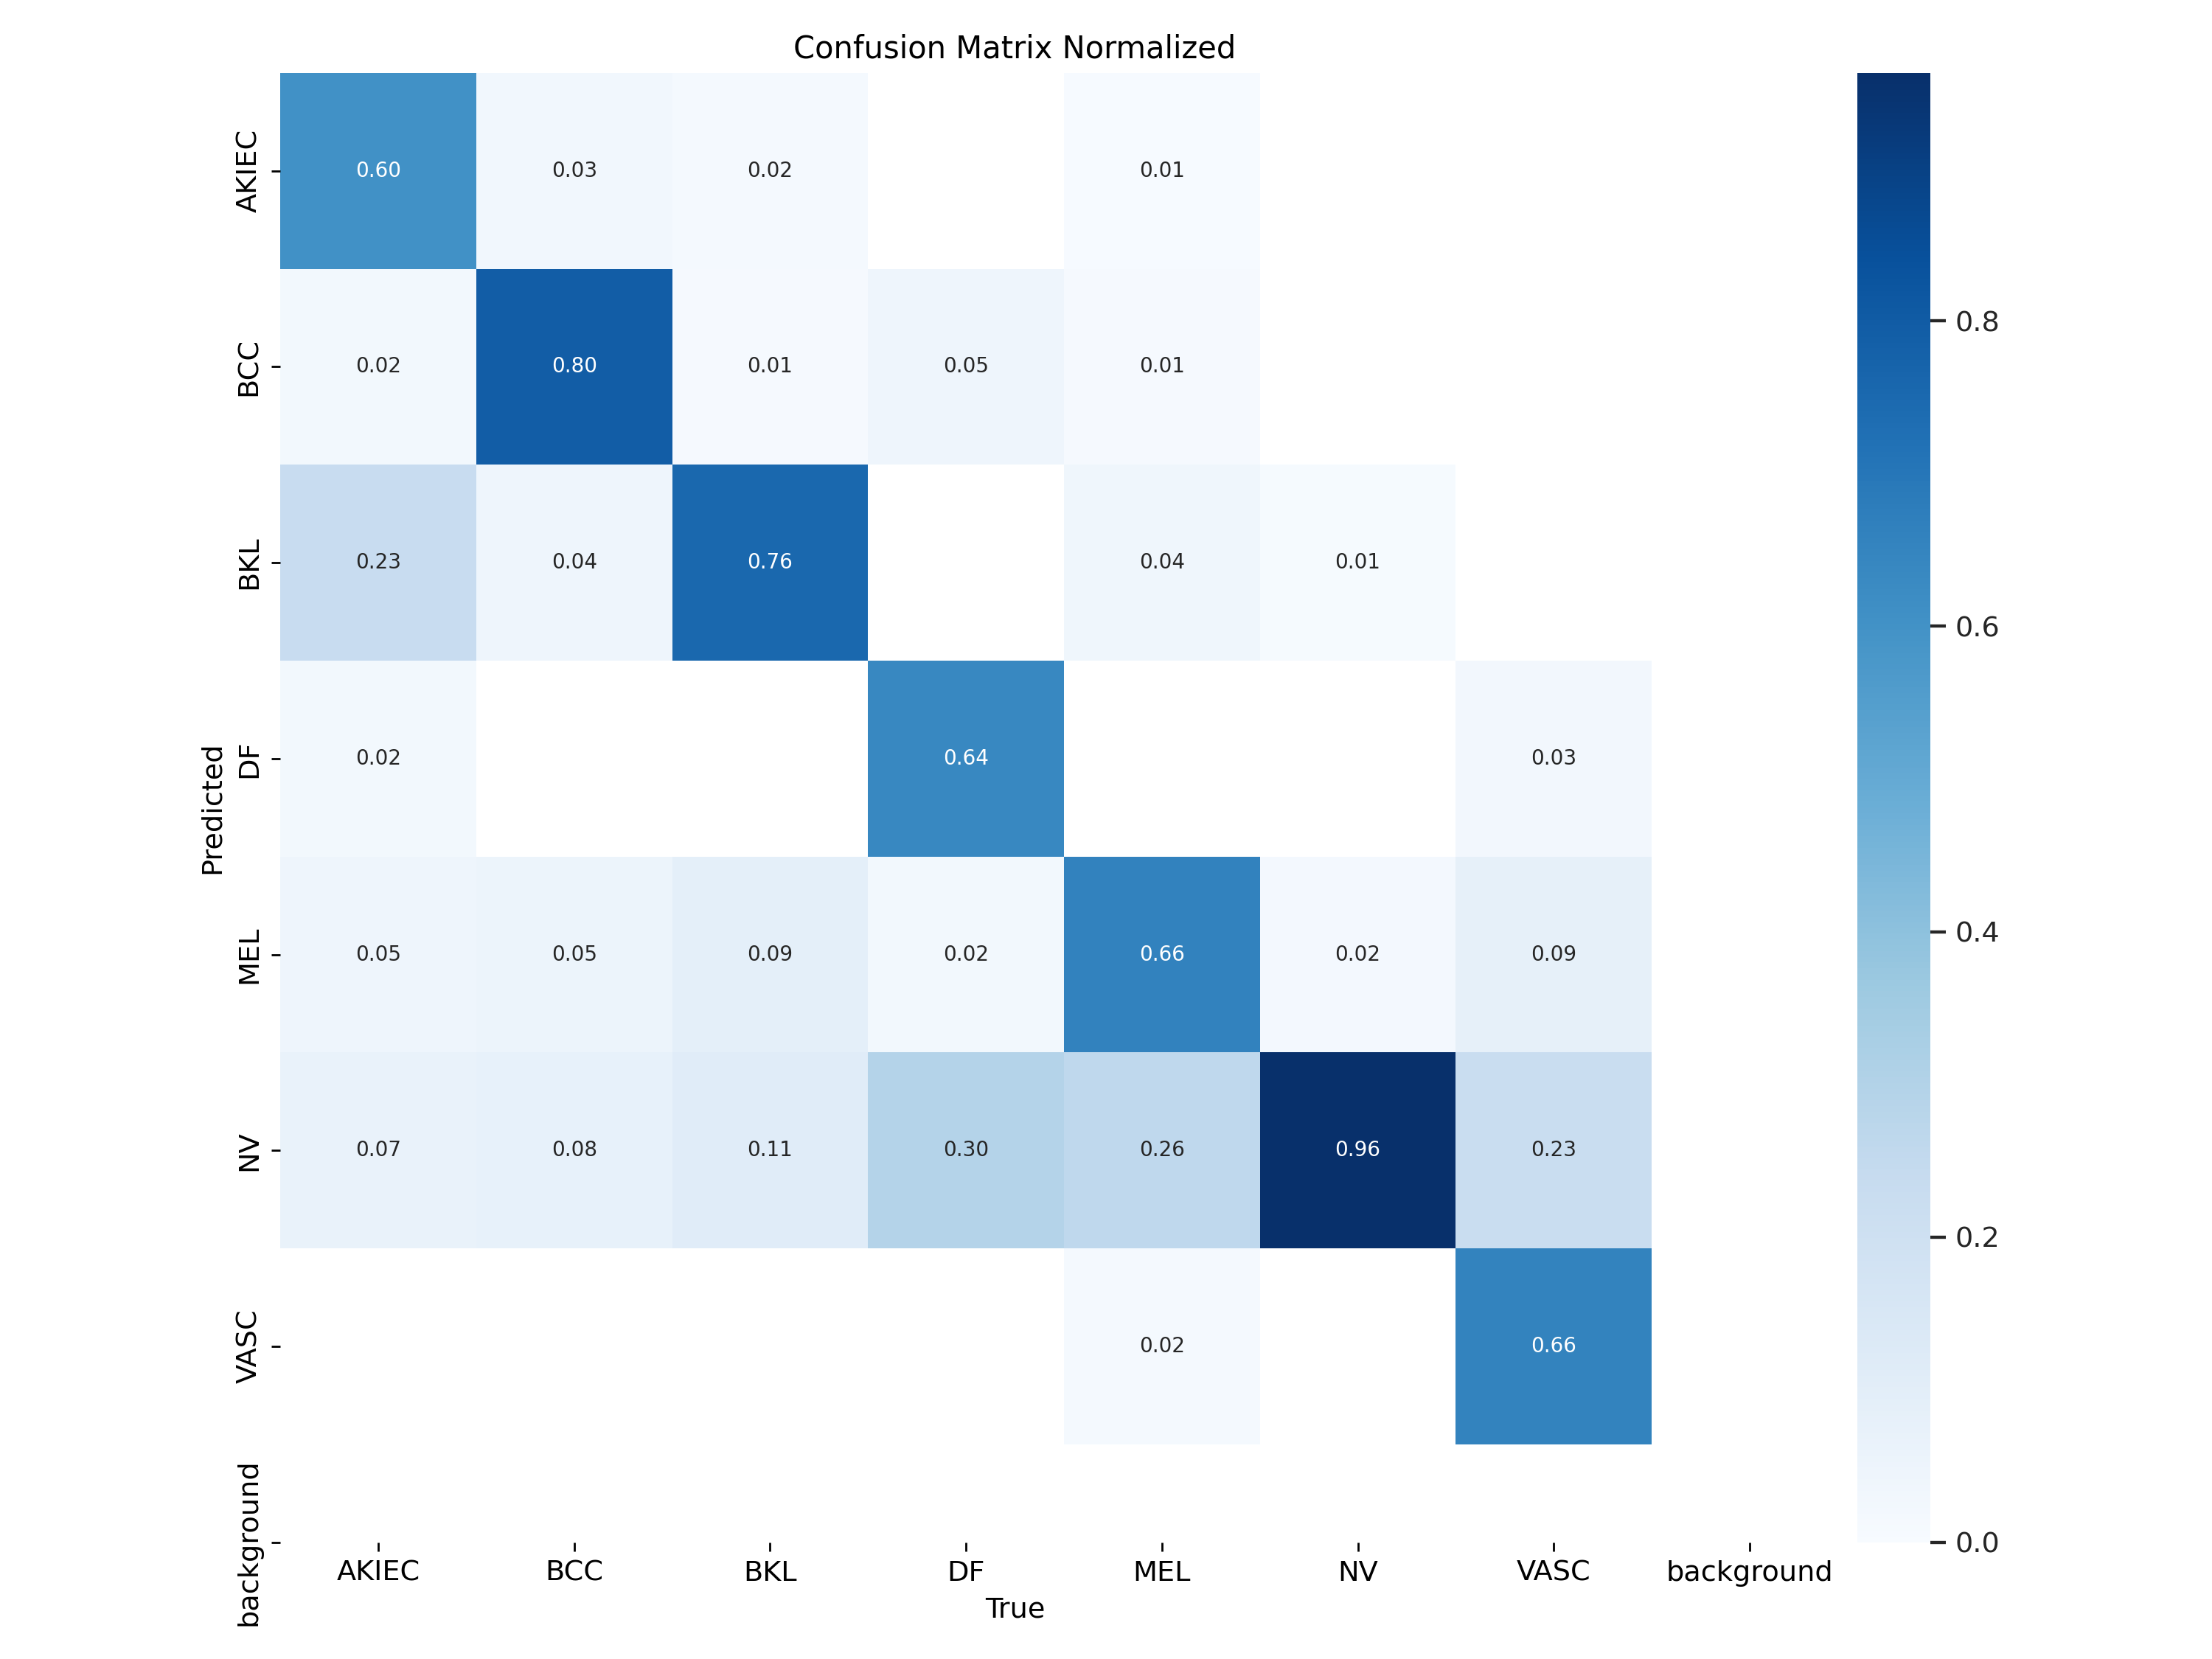 Confusion Matrix Normalized
AKIEC
0.60 0.03 0.02 0.01
BCC
0.02 0.80 0.01 0.05 0.01
0.8
BKL
0.23 0.04 0.76 0.04 0.01
0.6
DF
0.02 0.64 0.03
Predicted
MEL
0.05 0.05 0.09 0.02 0.66 0.02 0.09
0.4
NV
0.07 0.08 0.11 0.30 0.26 0.96 0.23
0.2
VASC
0.02 0.66
background
0.0
AKIEC BCC BKL DF MEL NV VASC background
True